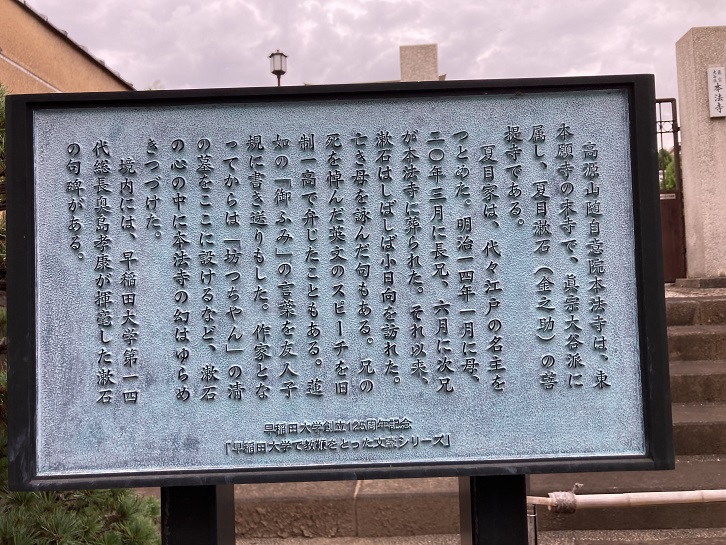 高源山随自意院本法寺は、東
本願寺の末寺で、真宗大谷派に
属し、夏目漱石（金之助）の菩
提寺である。
夏目家は、代々江戸の名主を
つとめた。明治一四年一月に母、
二〇年三月に長兄、六月に次兄
が本法寺に葬られた。それ以来、
漱石はしばしば小日向を訪れた。
亡き母を詠んだ句もある。兄の
死を悼んだ英文のスピーチを旧
制一高で弁じたこともある。蓮
如の「御ふみ」の言葉を友人子
規に書き送りもした。作家とな
ってからは「坊つちやん」の清
の墓をここに設けるなど、漱石
の心の中に本法寺の幻はゆらめ
きつづけた。
境内には、早稲田大学第一四
代総長奥島孝康が揮毫した漱石
の句碑がある。
早稲田大学創立125周年記念
「早稲田大学で教鞭をとった文豪シリーズ」
本法寺